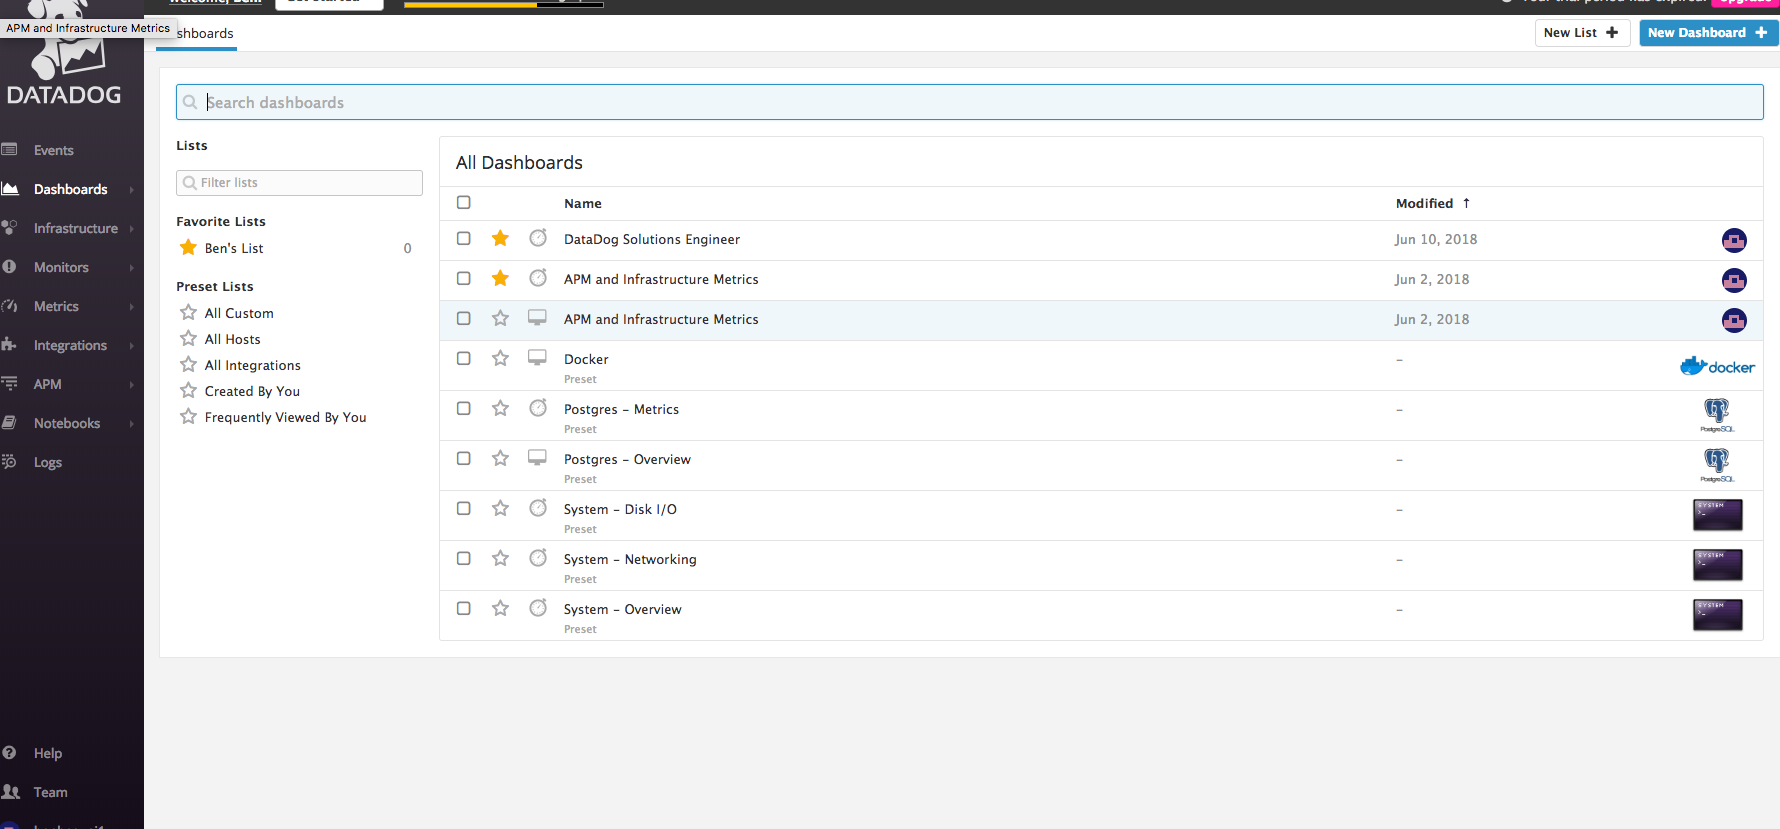 Welcome, Ben!
APM and Infrastructure Metrics
shboards
New List
New Dashboard
DATADOG
Search dashboards
Events
Dashboards
Infrastructure
Monitors
Metrics
Integrations
APM
Notebooks
Logs
Help
Team
Lists
Filter lists
Favorite Lists
Ben's List 0
Preset Lists
All Custom
All Hosts
All Integrations
Created By You
Frequently Viewed By You
All Dashboards
Name Modified ↑
DataDog Solutions Engineer Jun 10, 2018
APM and Infrastructure Metrics Jun 2, 2018
APM and Infrastructure Metrics Jun 2, 2018
Docker –
Preset
docker
Postgres – Metrics –
Preset
PostgreSQL
Postgres – Overview –
Preset
PostgreSQL
System – Disk I/O –
Preset
SYSTEM
>_
System – Networking –
Preset
SYSTEM
>_
System – Overview –
Preset
SYSTEM
>_